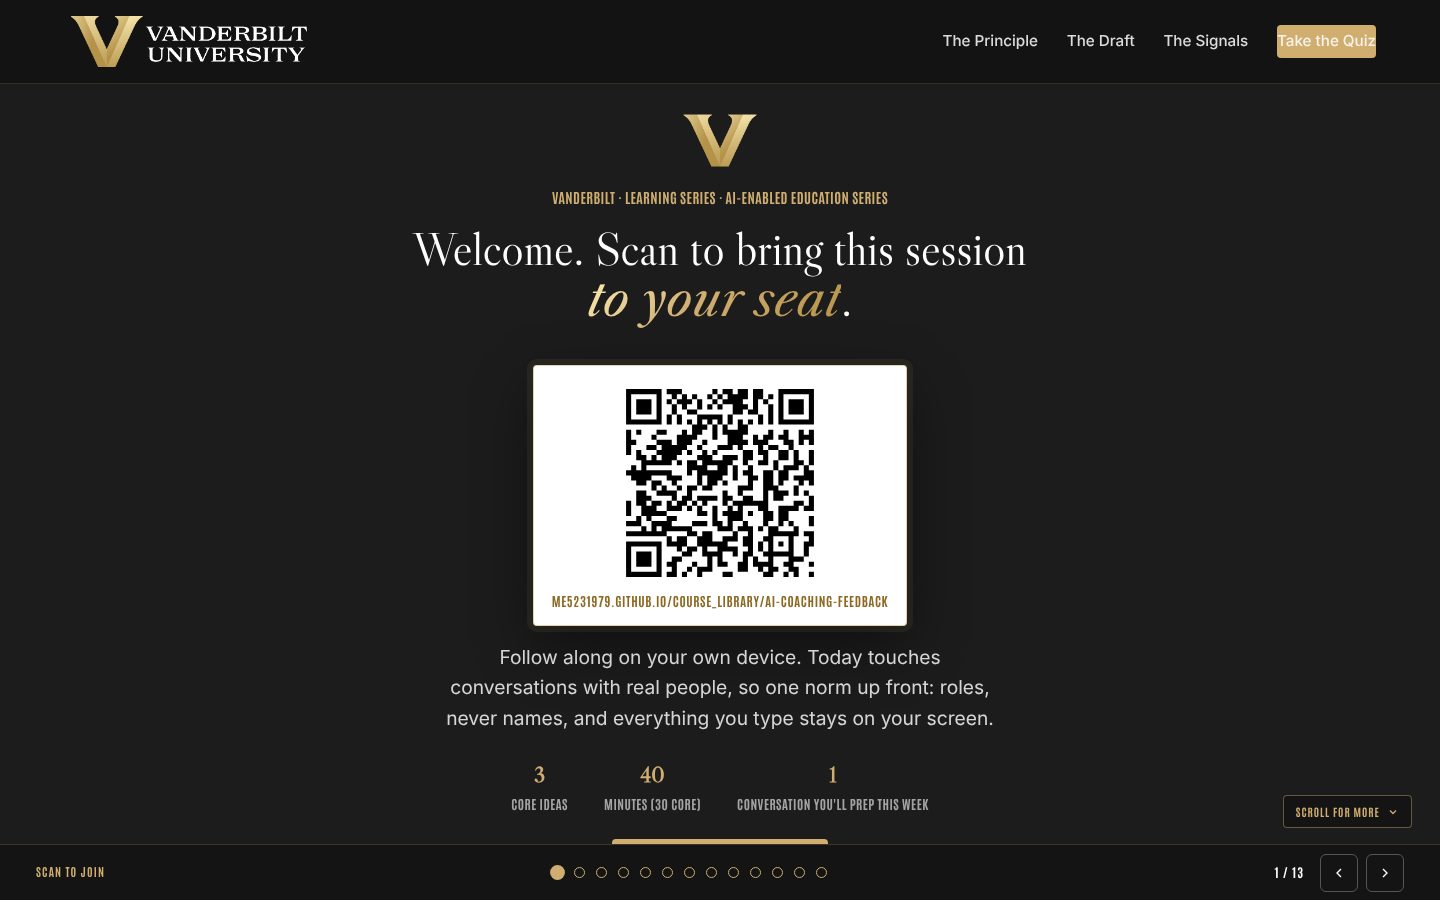 VANDERBILT
UNIVERSITY
The Principle
The Draft
The Signals
Take the Quiz
VANDERBILT · LEARNING SERIES · AI-ENABLED EDUCATION SERIES
Welcome. Scan to bring this session
to your seat.
ME5231979.GITHUB.IO/COURSE_LIBRARY/AI-COACHING-FEEDBACK
Follow along on your own device. Today touches
conversations with real people, so one norm up front: roles,
never names, and everything you type stays on your screen.
3
CORE IDEAS
40
MINUTES (30 CORE)
1
CONVERSATION YOU'LL PREP THIS WEEK
SCROLL FOR MORE
SCAN TO JOIN
1 / 13